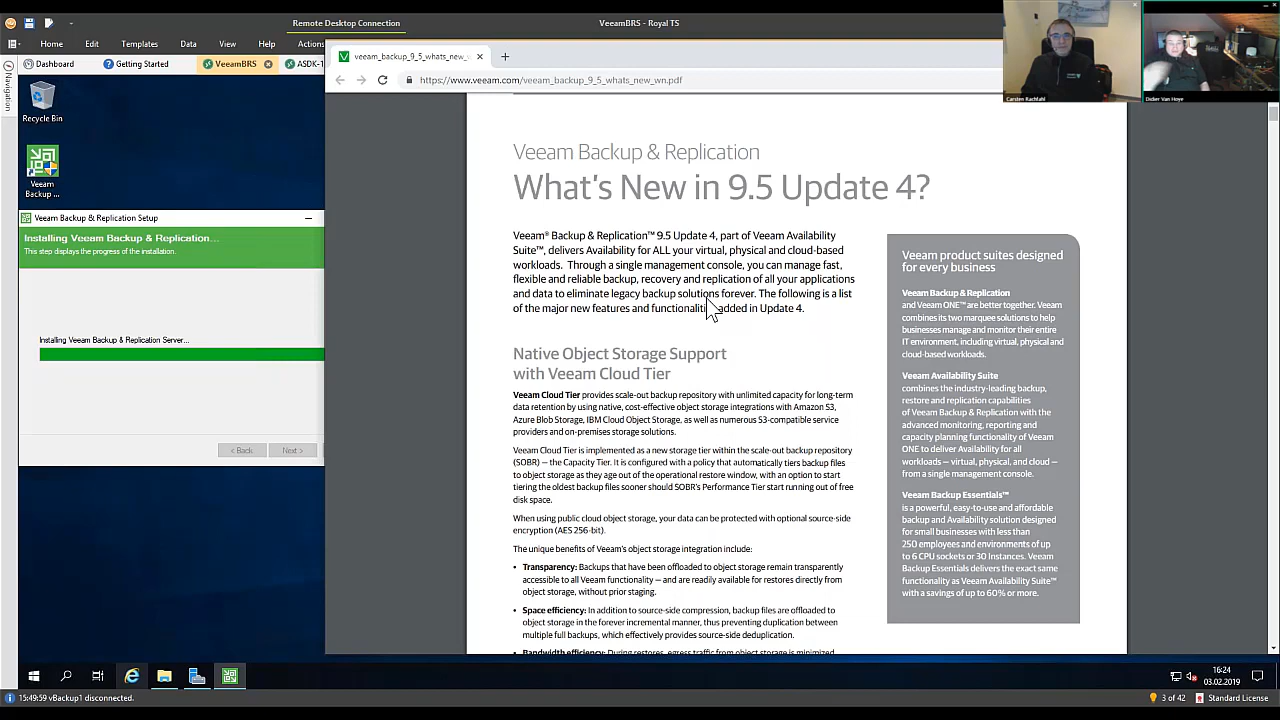 Remote Desktop Connection
VeeamBRS - Royal TS
Home
Edit
Templates
Data
View
Help
Actions
Dashboard
Getting Started
VeeamBRS
ASDK-1
Navigation
Recycle Bin
Veeam
Backup ...
Veeam Backup & Replication Setup
Installing Veeam Backup & Replication...
This step displays the progress of the installation.
Installing Veeam Backup & Replication Server...
< Back
Next >
veeam_backup_9_5_whats_new_
https://www.veeam.com/veeam_backup_9_5_whats_new_wn.pdf
Carsten Rachfahl
Didier Van Hoye
Veeam Backup & Replication
What's New in 9.5 Update 4?
Veeam® Backup & Replication™ 9.5 Update 4, part of Veeam Availability
Suite™, delivers Availability for ALL your virtual, physical and cloud-based
workloads. Through a single management console, you can manage fast,
flexible and reliable backup, recovery and replication of all your applications
and data to eliminate legacy backup solutions forever. The following is a list
of the major new features and functionaliti added in Update 4.
Native Object Storage Support
with Veeam Cloud Tier
Veeam Cloud Tier provides scale-out backup repository with unlimited capacity for long-term
data retention by using native, cost-effective object storage integrations with Amazon S3,
Azure Blob Storage, IBM Cloud Object Storage, as well as numerous S3-compatible service
providers and on-premises storage solutions.
Veeam Cloud Tier is implemented as a new storage tier within the scale-out backup repository
(SOBR) — the Capacity Tier. It is configured with a policy that automatically tiers backup files
to object storage as they age out of the operational restore window, with an option to start
tiering the oldest backup files sooner should SOBR's Performance Tier start running out of free
disk space.
When using public cloud object storage, your data can be protected with optional source-side
encryption (AES 256-bit).
The unique benefits of Veeam's object storage integration include:
• Transparency: Backups that have been offloaded to object storage remain transparently
accessible to all Veeam functionality — and are readily available for restores directly from
object storage, without prior staging.
• Space efficiency: In addition to source-side compression, backup files are offloaded to
object storage in the forever incremental manner, thus preventing duplication between
multiple full backups, which effectively provides source-side deduplication.
• Bandwidth efficiency: During restores, egress traffic from object storage is minimized
Veeam product suites designed
for every business
Veeam Backup & Replication
and Veeam ONE™ are better together. Veeam
combines its two marquee solutions to help
businesses manage and monitor their entire
IT environment, including virtual, physical and
cloud-based workloads.
Veeam Availability Suite
combines the industry-leading backup,
restore and replication capabilities
of Veeam Backup & Replication with the
advanced monitoring, reporting and
capacity planning functionality of Veeam
ONE to deliver Availability for all
workloads — virtual, physical, and cloud —
from a single management console.
Veeam Backup Essentials™
is a powerful, easy-to-use and affordable
backup and Availability solution designed
for small businesses with less than
250 employees and environments of up
to 6 CPU sockets or 30 Instances. Veeam
Backup Essentials delivers the exact same
functionality as Veeam Availability Suite™
with a savings of up to 60% or more.
16:24
03.02.2019
15:49:59 vBackup1 disconnected.
3 of 42
Standard License